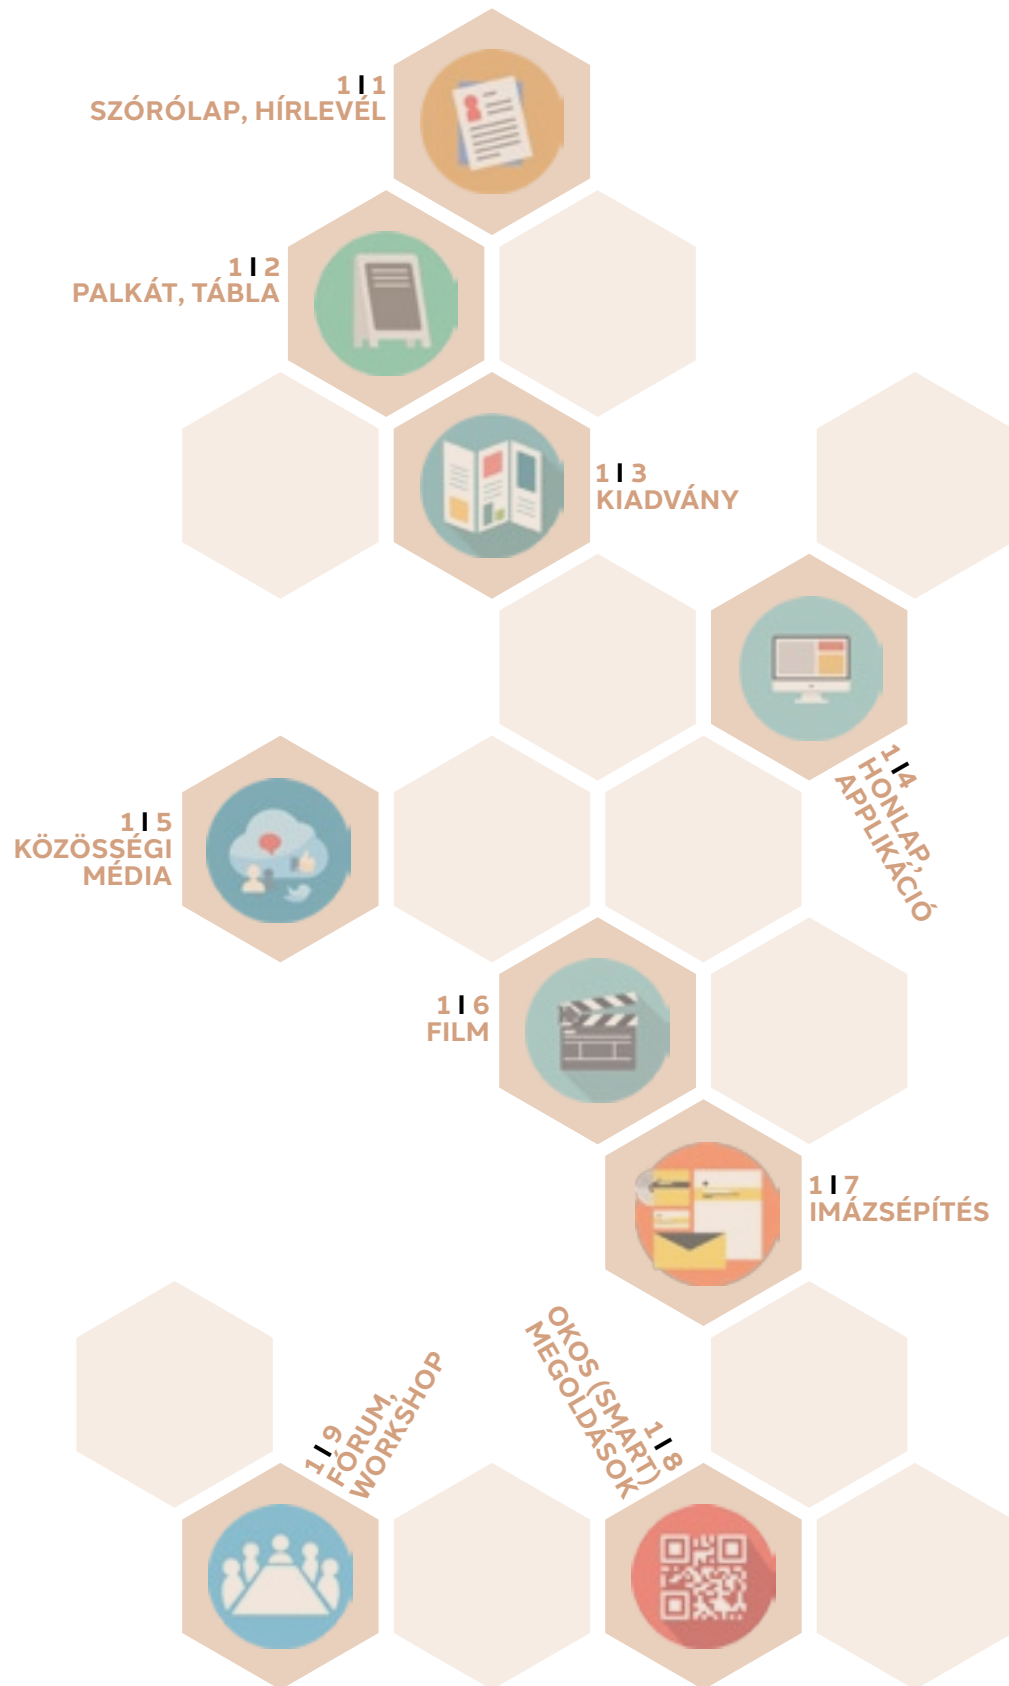 1 I 1
SZÓRÓLAP, HÍRLEVÉL
1 I 2
PALKÁT, TÁBLA
1 I 3
KIADVÁNY
1 I 4
HONLAP,
APPLIKÁCIÓ
1 I 5
KÖZÖSSÉGI
MÉDIA
1 I 6
FILM
1 I 7
IMÁZSÉPÍTÉS
1 I 8
OKOS (SMART)
MEGOLDÁSOK
1 I 9
FÓRUM,
WORKSHOP